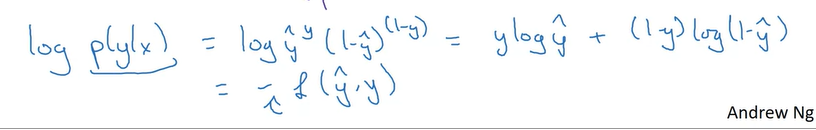 log p(y|x) = log ŷ^y (1-ŷ)^(1-y) = y log ŷ + (1-y) log(1-ŷ)
= - ℒ(ŷ, y)
Andrew Ng